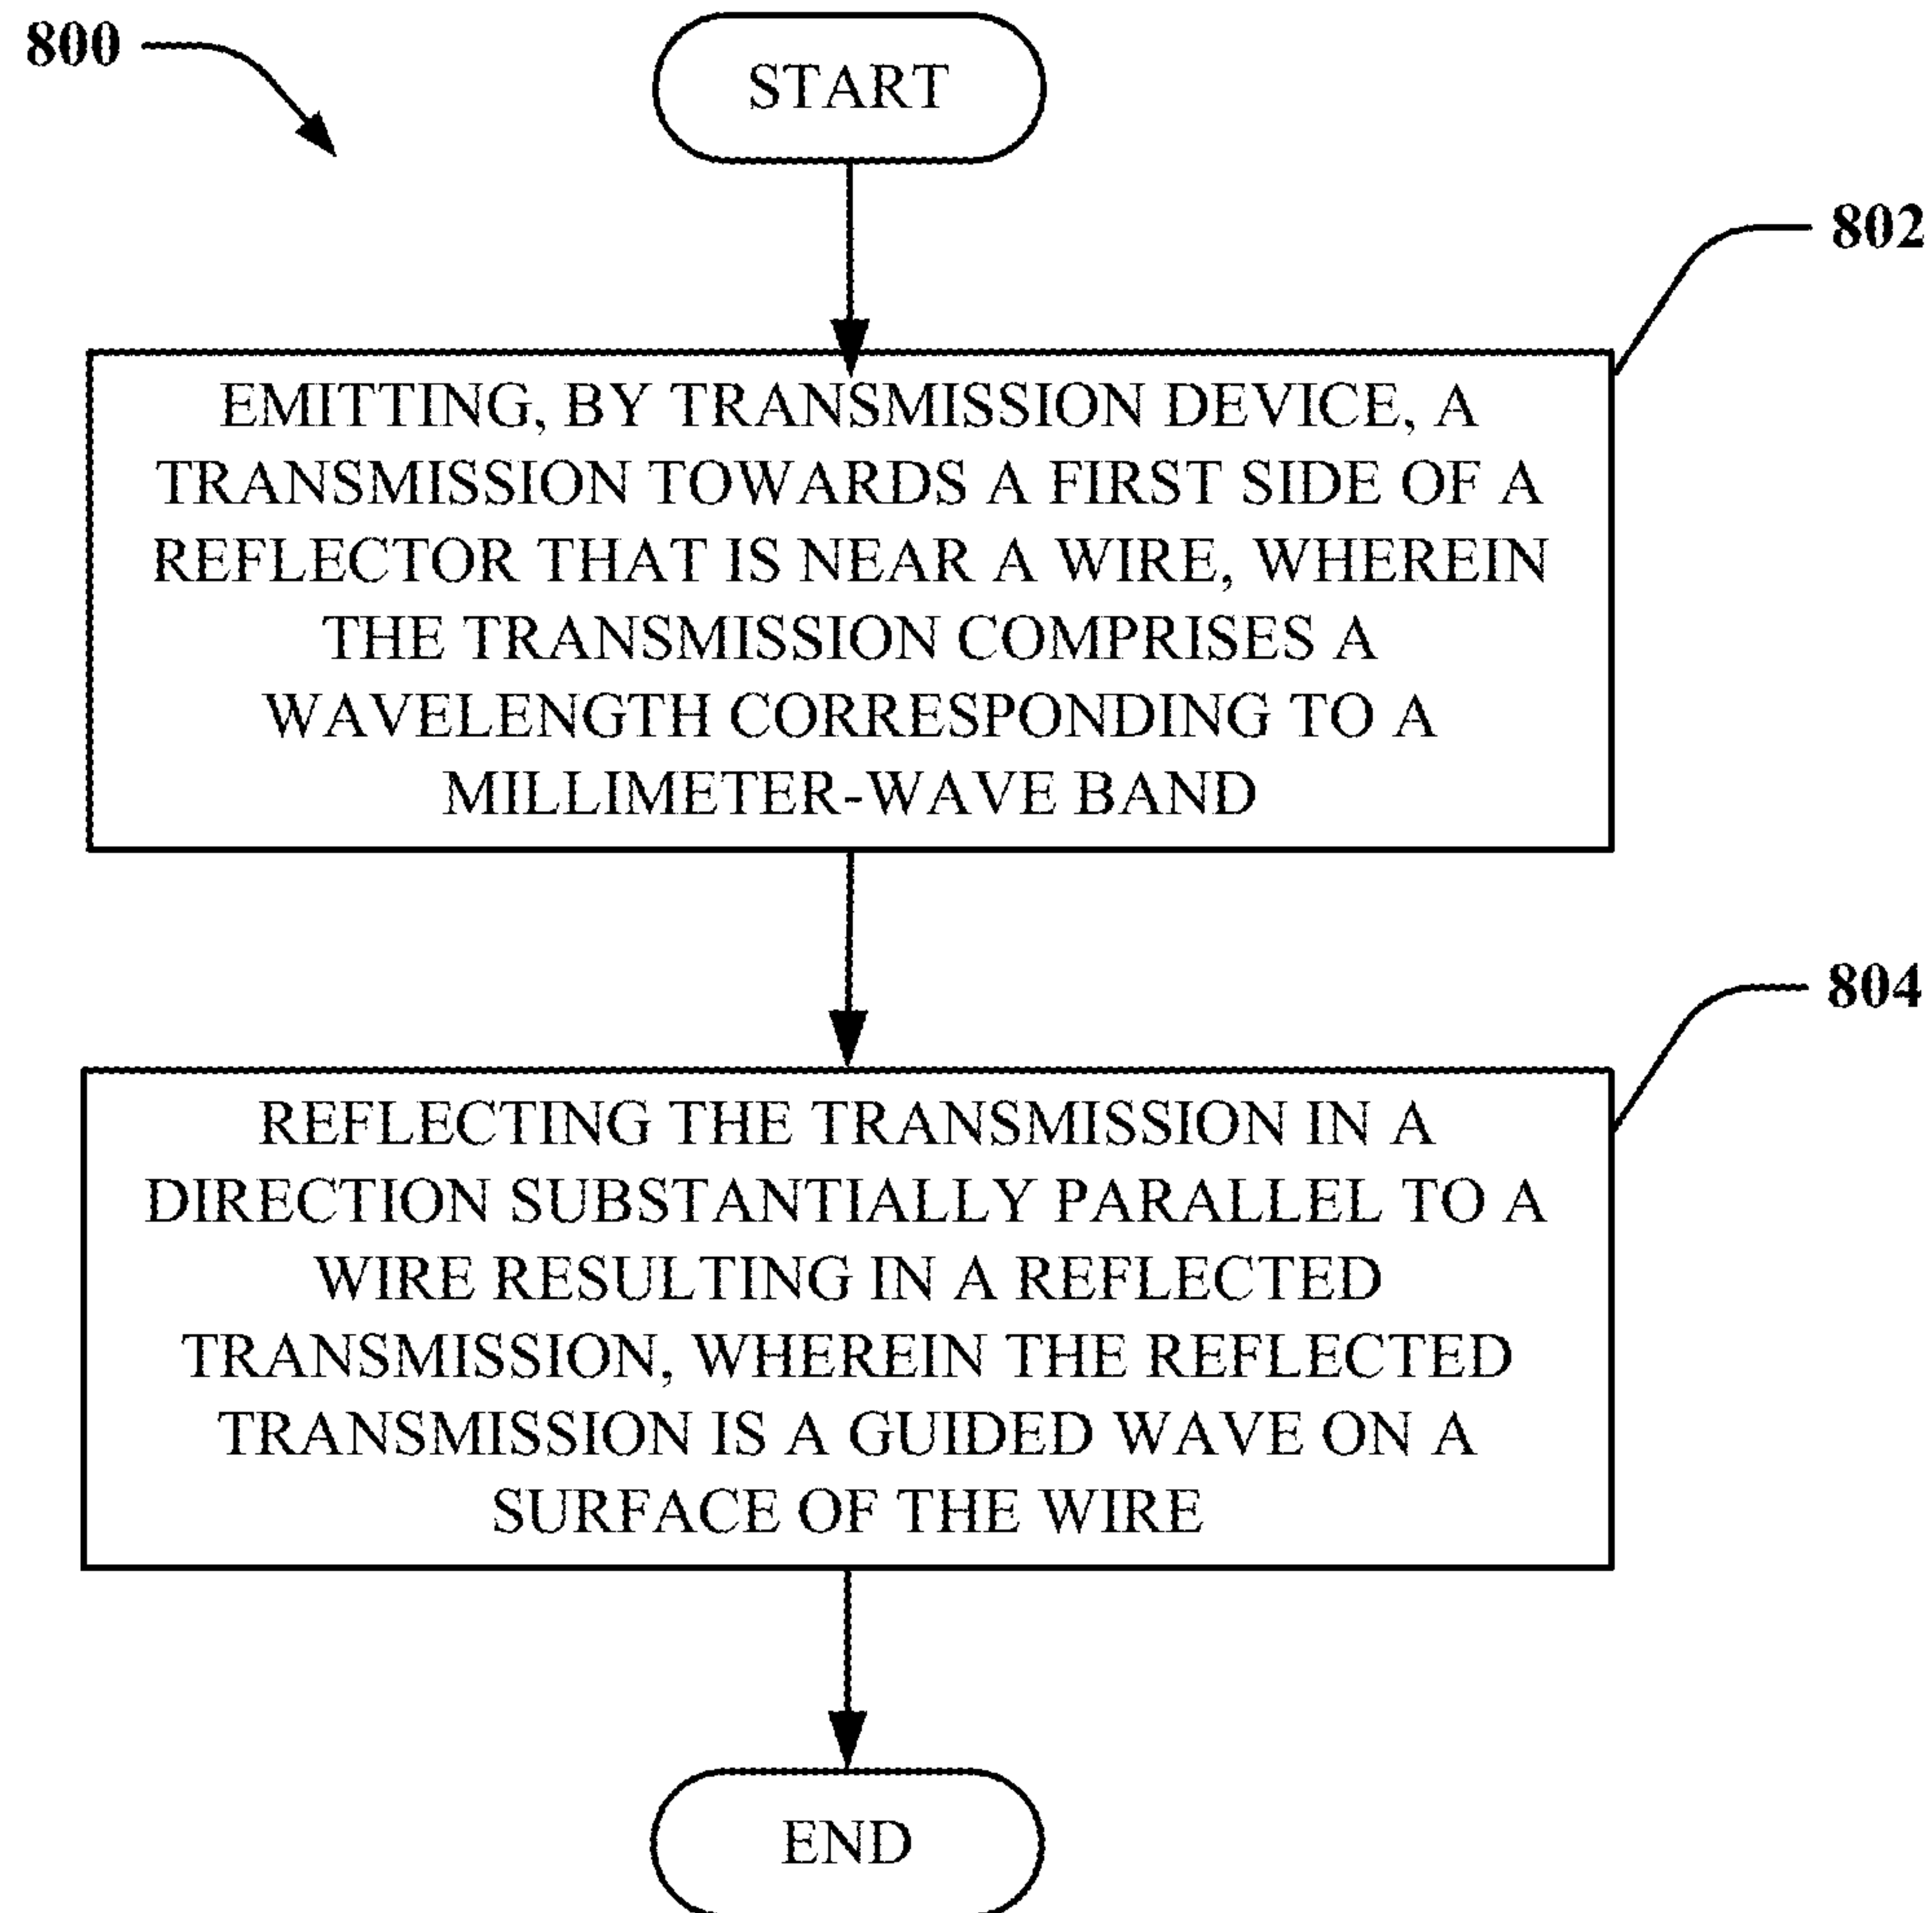 800
START
802
EMITTING, BY TRANSMISSION DEVICE, A
TRANSMISSION TOWARDS A FIRST SIDE OF A
REFLECTOR THAT IS NEAR A WIRE, WHEREIN
THE TRANSMISSION COMPRISES A
WAVELENGTH CORRESPONDING TO A
MILLIMETER-WAVE BAND
804
REFLECTING THE TRANSMISSION IN A
DIRECTION SUBSTANTIALLY PARALLEL TO A
WIRE RESULTING IN A REFLECTED
TRANSMISSION, WHEREIN THE REFLECTED
TRANSMISSION IS A GUIDED WAVE ON A
SURFACE OF THE WIRE
END